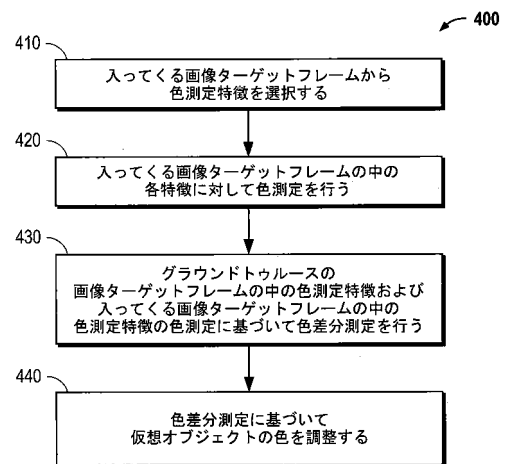 400
410
入ってくる画像ターゲットフレームから
色測定特徴を選択する
420
入ってくる画像ターゲットフレームの中の
各特徴に対して色測定を行う
430
グラウンドトゥルースの
画像ターゲットフレームの中の色測定特徴および
入ってくる画像ターゲットフレームの中の
色測定特徴の色測定に基づいて色差分測定を行う
440
色差分測定に基づいて
仮想オブジェクトの色を調整する